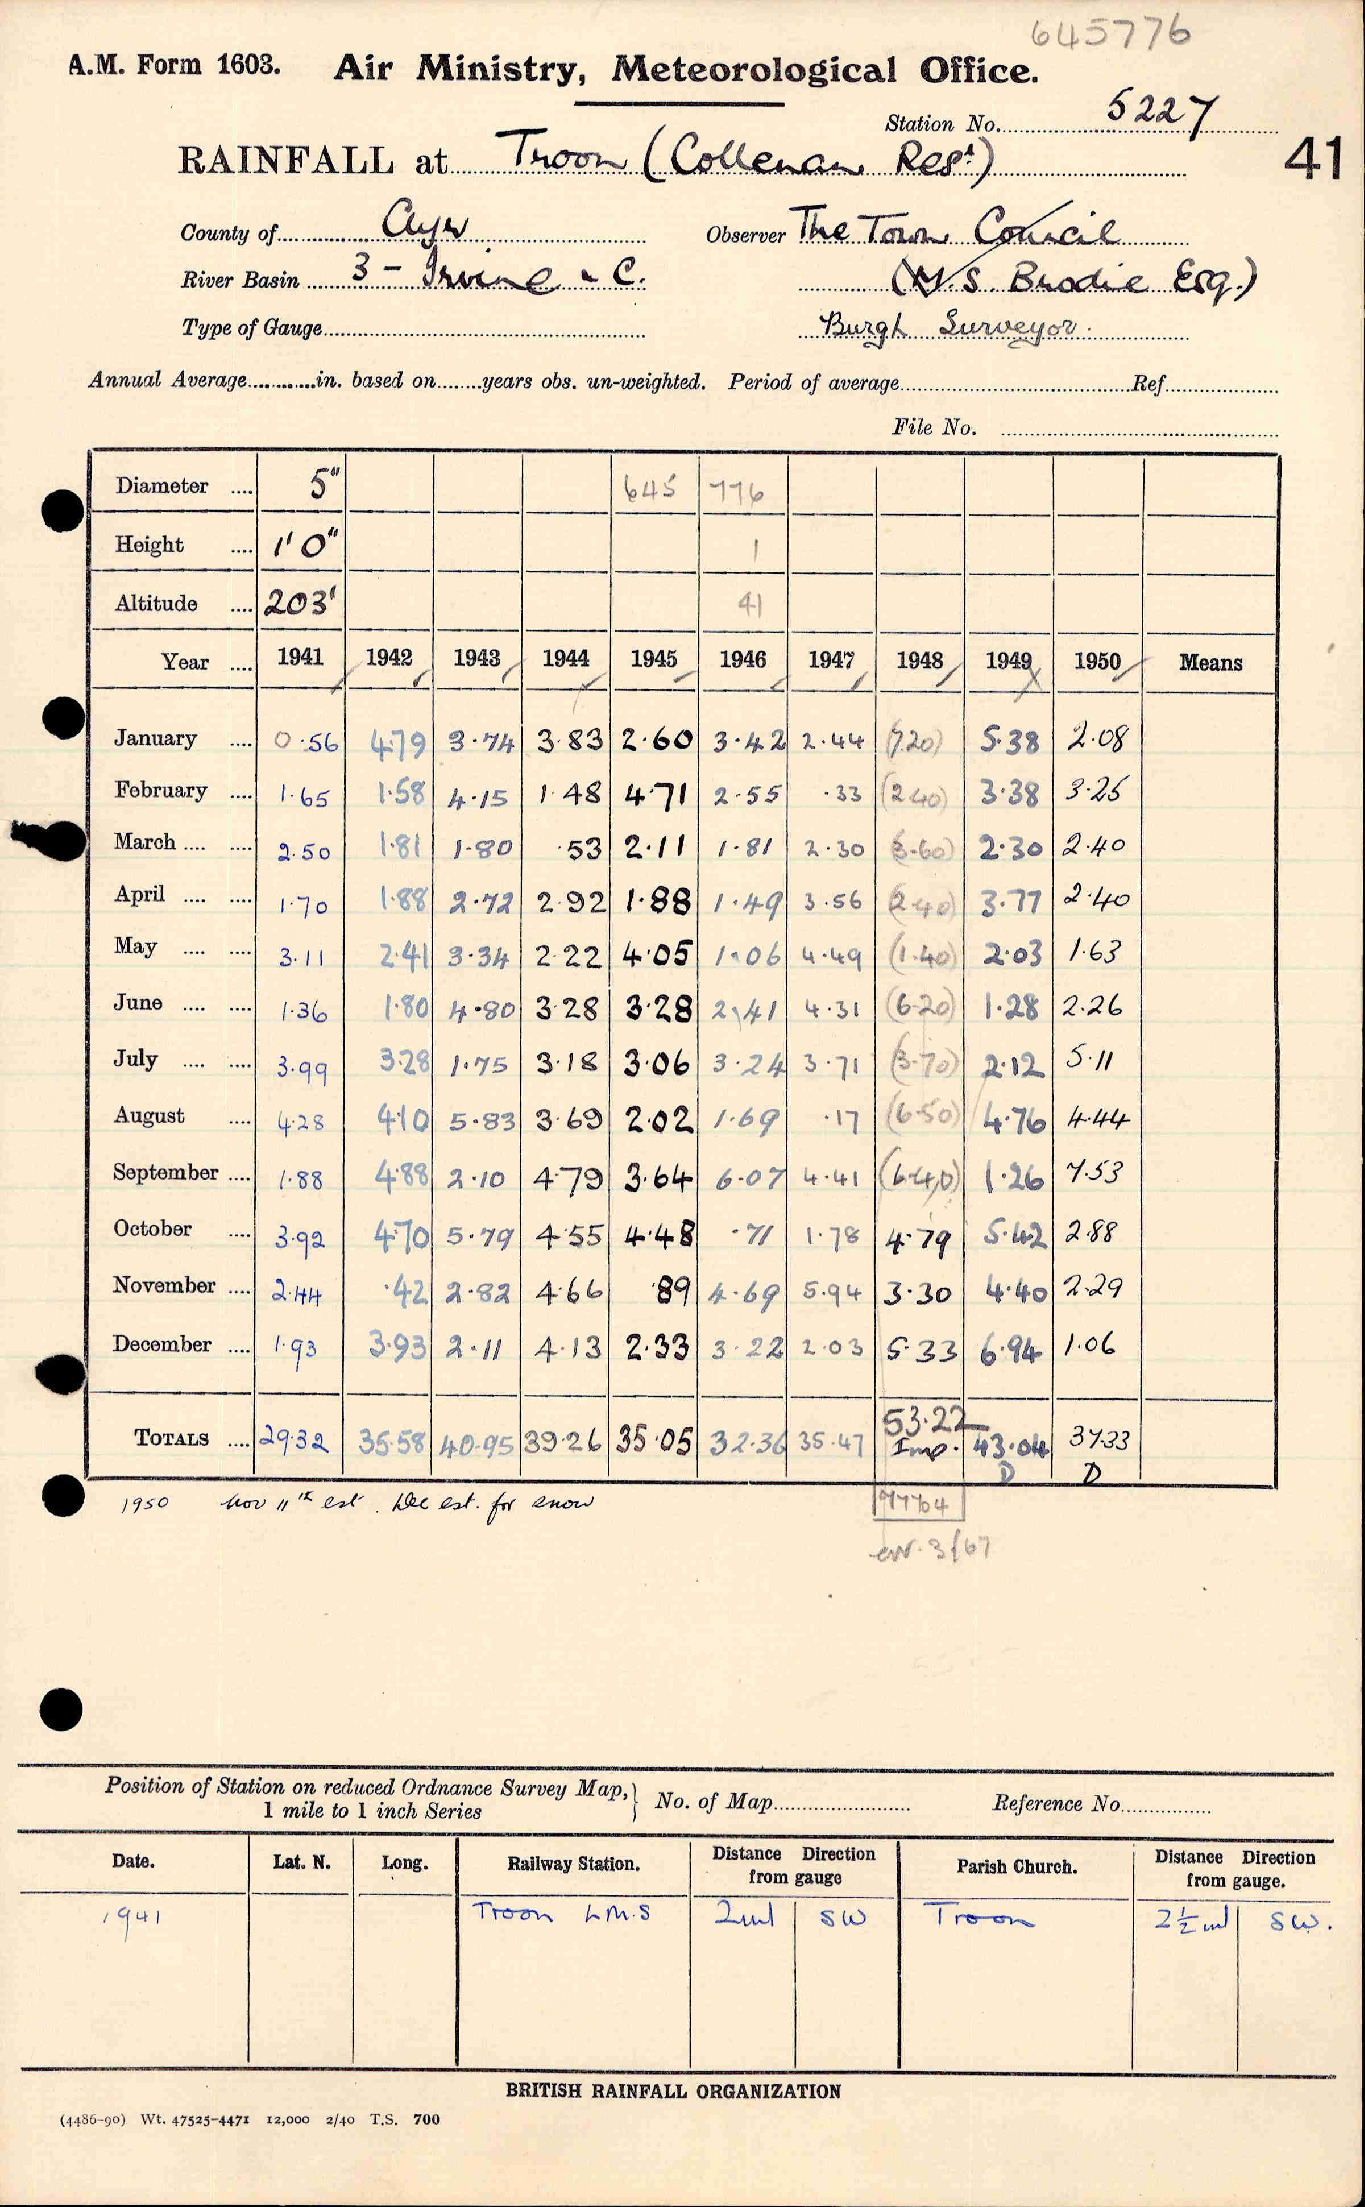 645776
A.M. Form 1603. Air Ministry, Meteorological Office.
Station No. 5227
RAINFALL at Troon (Collenan Resr) 41
County of Ayr Observer The Town Council
River Basin 3 - Irvine & C. (W.S. Brodie Esq.)
Type of Gauge Burgh Surveyor.
Annual Average in. based on years obs. un-weighted. Period of average Ref.
File No.
Diameter 5" 645 776
Height 1'0" 1
Altitude 203' 41
Year 1941 1942 1943 1944 1945 1946 1947 1948 1949 1950 Means
January 0.56 4.79 3.74 3.83 2.60 3.42 2.44 (7.20) 5.38 2.08
February 1.65 1.58 4.15 1.48 4.71 2.55 .33 (2.40) 3.38 3.25
March 2.50 1.81 1.80 .53 2.11 1.81 2.30 (3.60) 2.30 2.40
April 1.70 1.88 2.72 2.92 1.88 1.49 3.56 (2.40) 3.77 2.40
May 3.11 2.41 3.34 2.22 4.05 1.06 4.49 (1.40) 2.03 1.63
June 1.36 1.80 4.80 3.28 3.28 2.41 4.31 (6.20) 1.28 2.26
July 3.99 3.28 1.75 3.18 3.06 3.24 3.71 (3.70) 2.12 5.11
August 4.28 4.10 5.83 3.69 2.02 1.69 .17 (6.50) 4.76 4.44
September 1.88 4.88 2.10 4.79 3.64 6.07 4.41 (6.40) 1.26 7.53
October 3.92 4.70 5.79 4.55 4.48 .71 1.78 4.79 5.42 2.88
November 2.44 .42 2.82 4.66 .89 4.69 5.94 3.30 4.40 2.29
December 1.93 3.93 2.11 4.13 2.33 3.22 2.03 5.33 6.94 1.06
TOTALS 29.32 35.58 40.95 39.26 35.05 32.36 35.47 53.22 Imp. 43.04 D 37.33 D
1950 Nov 11th est. Dec est. for snow
3/67
Position of Station on reduced Ordnance Survey Map, No. of Map Reference No.
1 mile to 1 inch Series
Date. Lat. N. Long. Railway Station. Distance Direction from gauge Parish Church. Distance Direction from gauge.
1941 Troon L.M.S 2ml SW Troon 2½ml SW.
BRITISH RAINFALL ORGANIZATION
(4486-90) Wt. 47525-4471 12,000 2/40 T.S. 700